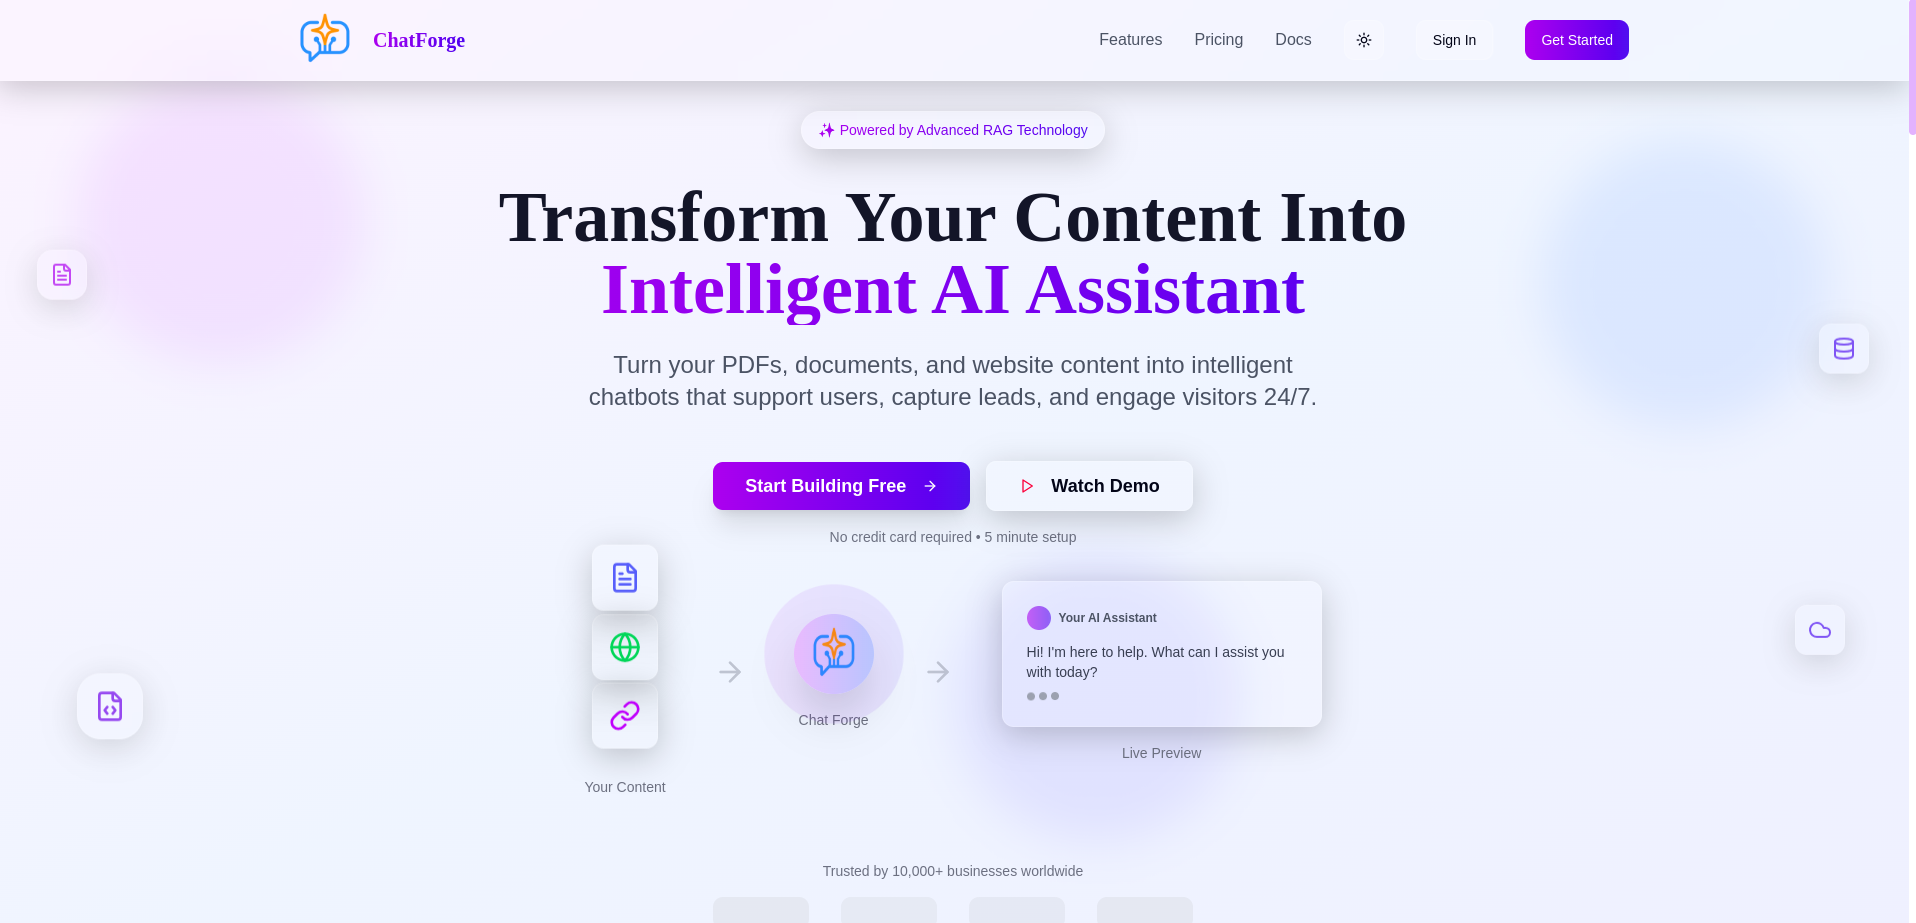 ChatForge
Features
Pricing
Docs
Sign In
Get Started
Powered by Advanced RAG Technology
Transform Your Content Into
Intelligent AI Assistant
Turn your PDFs, documents, and website content into intelligent
chatbots that support users, capture leads, and engage visitors 24/7.
Start Building Free
Watch Demo
No credit card required • 5 minute setup
Your AI Assistant
Hi! I'm here to help. What can I assist you
with today?
Chat Forge
Live Preview
Your Content
Trusted by 10,000+ businesses worldwide